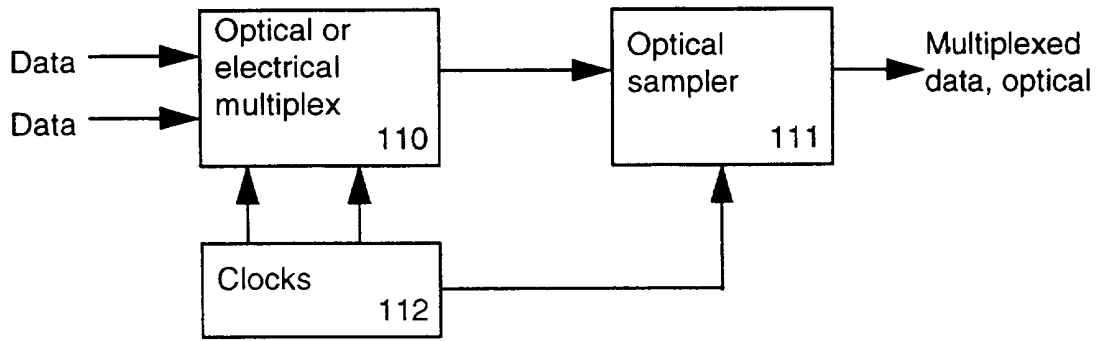 Data
Data
Optical or
electrical
multiplex
110
Optical
sampler
111
Multiplexed
data, optical
Clocks
112